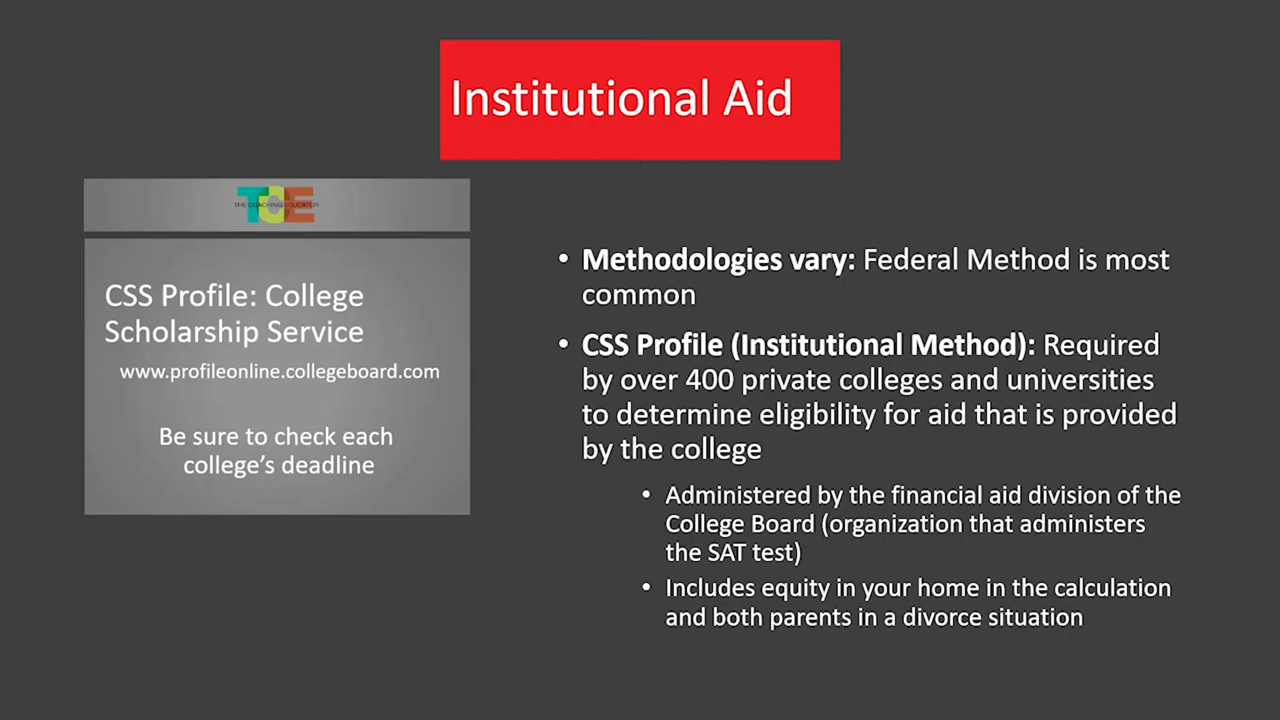 Institutional Aid
TCE
THE COACHING EDUCATOR
CSS Profile: College
Scholarship Service
www.profileonline.collegeboard.com
Be sure to check each
college's deadline
• Methodologies vary: Federal Method is most
common
• CSS Profile (Institutional Method): Required
by over 400 private colleges and universities
to determine eligibility for aid that is provided
by the college
• Administered by the financial aid division of the
College Board (organization that administers
the SAT test)
• Includes equity in your home in the calculation
and both parents in a divorce situation